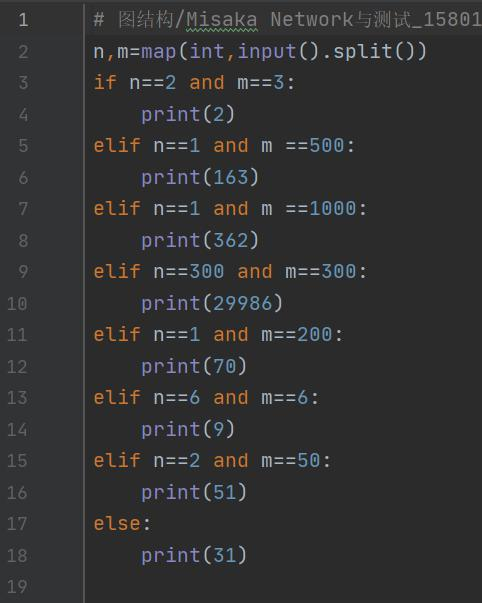 1 # 图结构/Misaka Network与测试_15801
2 n,m=map(int,input().split())
3 if n==2 and m==3:
4     print(2)
5 elif n==1 and m ==500:
6     print(163)
7 elif n==1 and m ==1000:
8     print(362)
9 elif n==300 and m==300:
10     print(29986)
11 elif n==1 and m==200:
12     print(70)
13 elif n==6 and m==6:
14     print(9)
15 elif n==2 and m==50:
16     print(51)
17 else:
18     print(31)
19